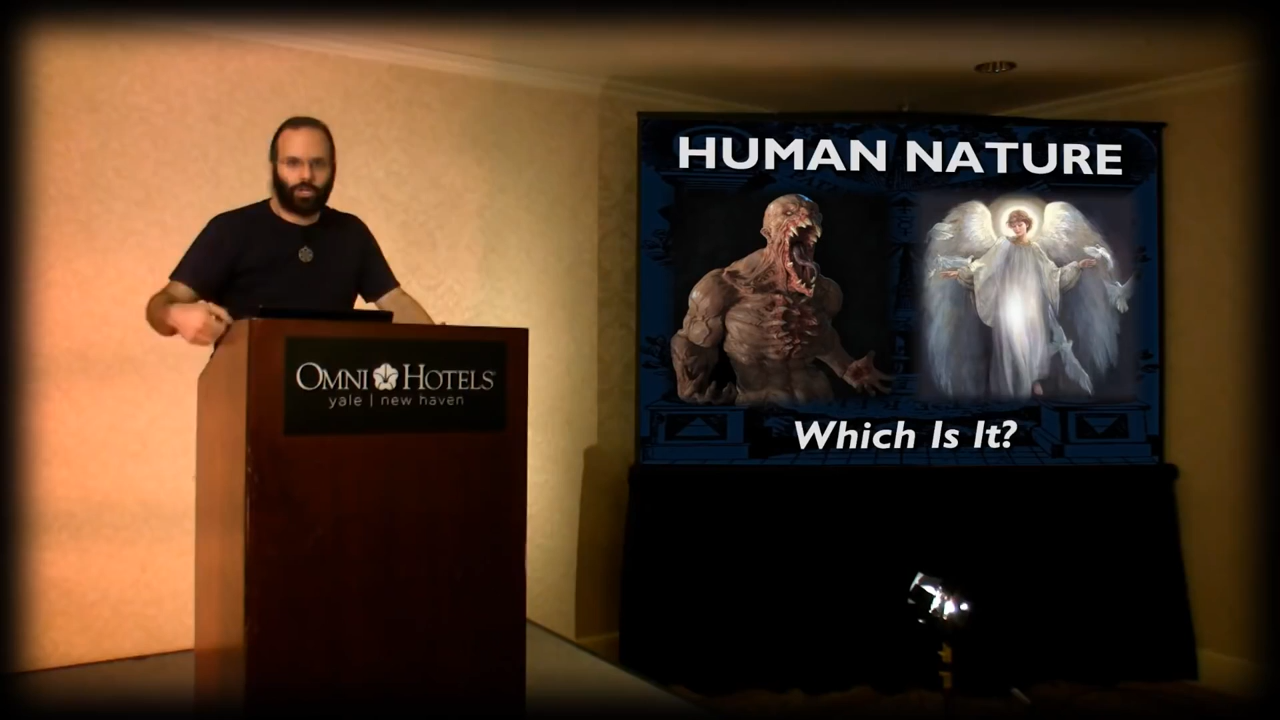 OMNI HOTELS
yale | new haven
HUMAN NATURE
Which Is It?